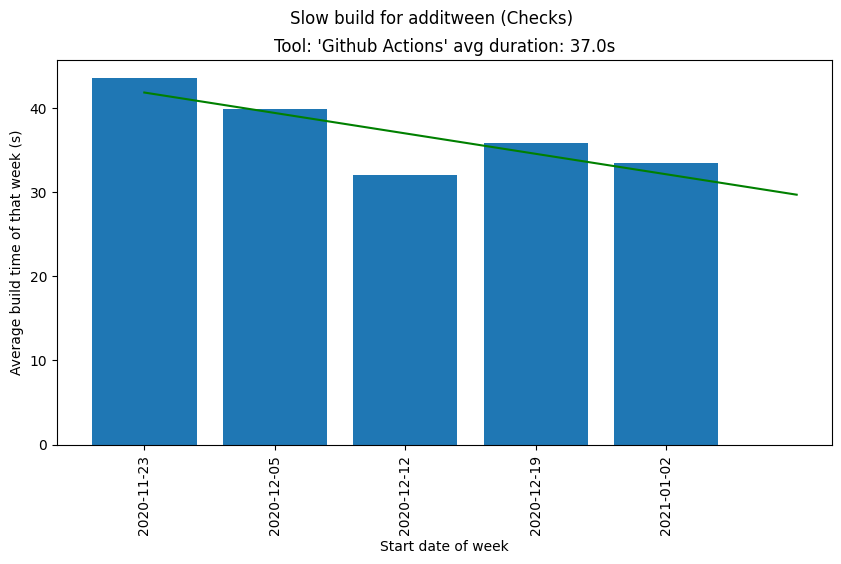 Slow build for additween (Checks)
Tool: 'Github Actions' avg duration: 37.0s
Average build time of that week (s)
40
30
20
10
0
2020-11-23
2020-12-05
2020-12-12
2020-12-19
2021-01-02
Start date of week